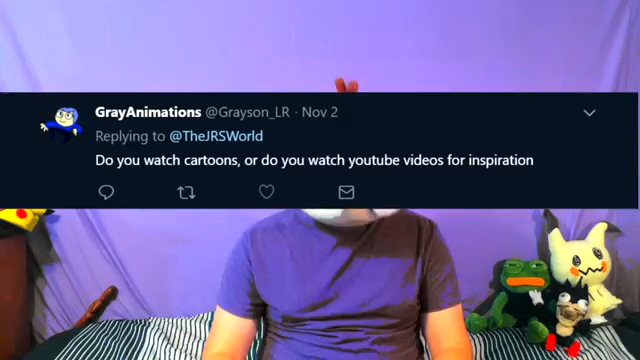 GrayAnimations @Grayson_LR · Nov 2
Replying to @TheJRSWorld
Do you watch cartoons, or do you watch youtube videos for inspiration